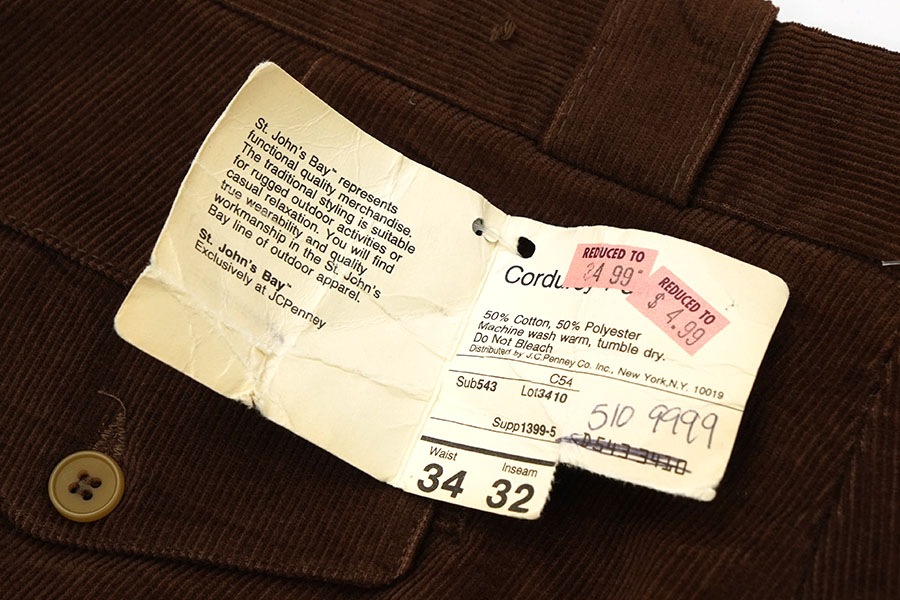 St. John's Bay™ represents
functional quality merchandise.
The traditional styling is suitable
for rugged outdoor activities or
casual relaxation. You will find
true wearability and quality
workmanship in the St. John's
Bay line of outdoor apparel.
St. John's Bay™
Exclusively at JCPenney
REDUCED TO
REDUCED TO
$ 4.99
50% Cotton, 50% Polyester
Machine wash warm, tumble dry.
Do Not Bleach
Distributed by J.C.Penney Co. Inc., New York,N.Y. 10019
C54
Sub543 Lot3410
510 9999
Supp1399-5
D 543 3410
Waist Inseam
34 32